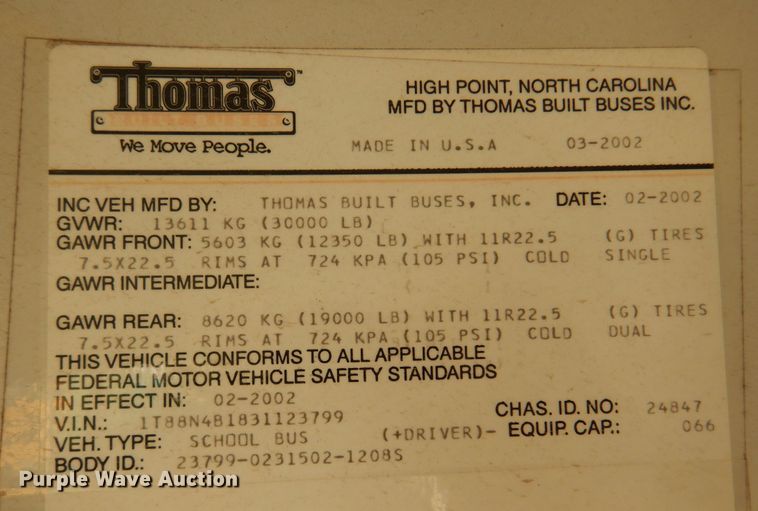 Thomas ™
BUILT BUSES
We Move People.
HIGH POINT, NORTH CAROLINA
MFD BY THOMAS BUILT BUSES INC.
MADE IN U.S.A 03-2002
INC VEH MFD BY: THOMAS BUILT BUSES, INC. DATE: 02-2002
GVWR: 13611 KG (30000 LB)
GAWR FRONT: 5603 KG (12350 LB) WITH 11R22.5 (G) TIRES
7.5X22.5 RIMS AT 724 KPA (105 PSI) COLD SINGLE
GAWR INTERMEDIATE:
GAWR REAR: 8620 KG (19000 LB) WITH 11R22.5 (G) TIRES
7.5X22.5 RIMS AT 724 KPA (105 PSI) COLD DUAL
THIS VEHICLE CONFORMS TO ALL APPLICABLE
FEDERAL MOTOR VEHICLE SAFETY STANDARDS
IN EFFECT IN: 02-2002
V.I.N.: 1T88N4B1831123799 CHAS. ID. NO: 24847
VEH. TYPE: SCHOOL BUS (+DRIVER)- EQUIP. CAP.: 066
BODY ID.: 23799-0231502-1208S
Purple Wave Auction